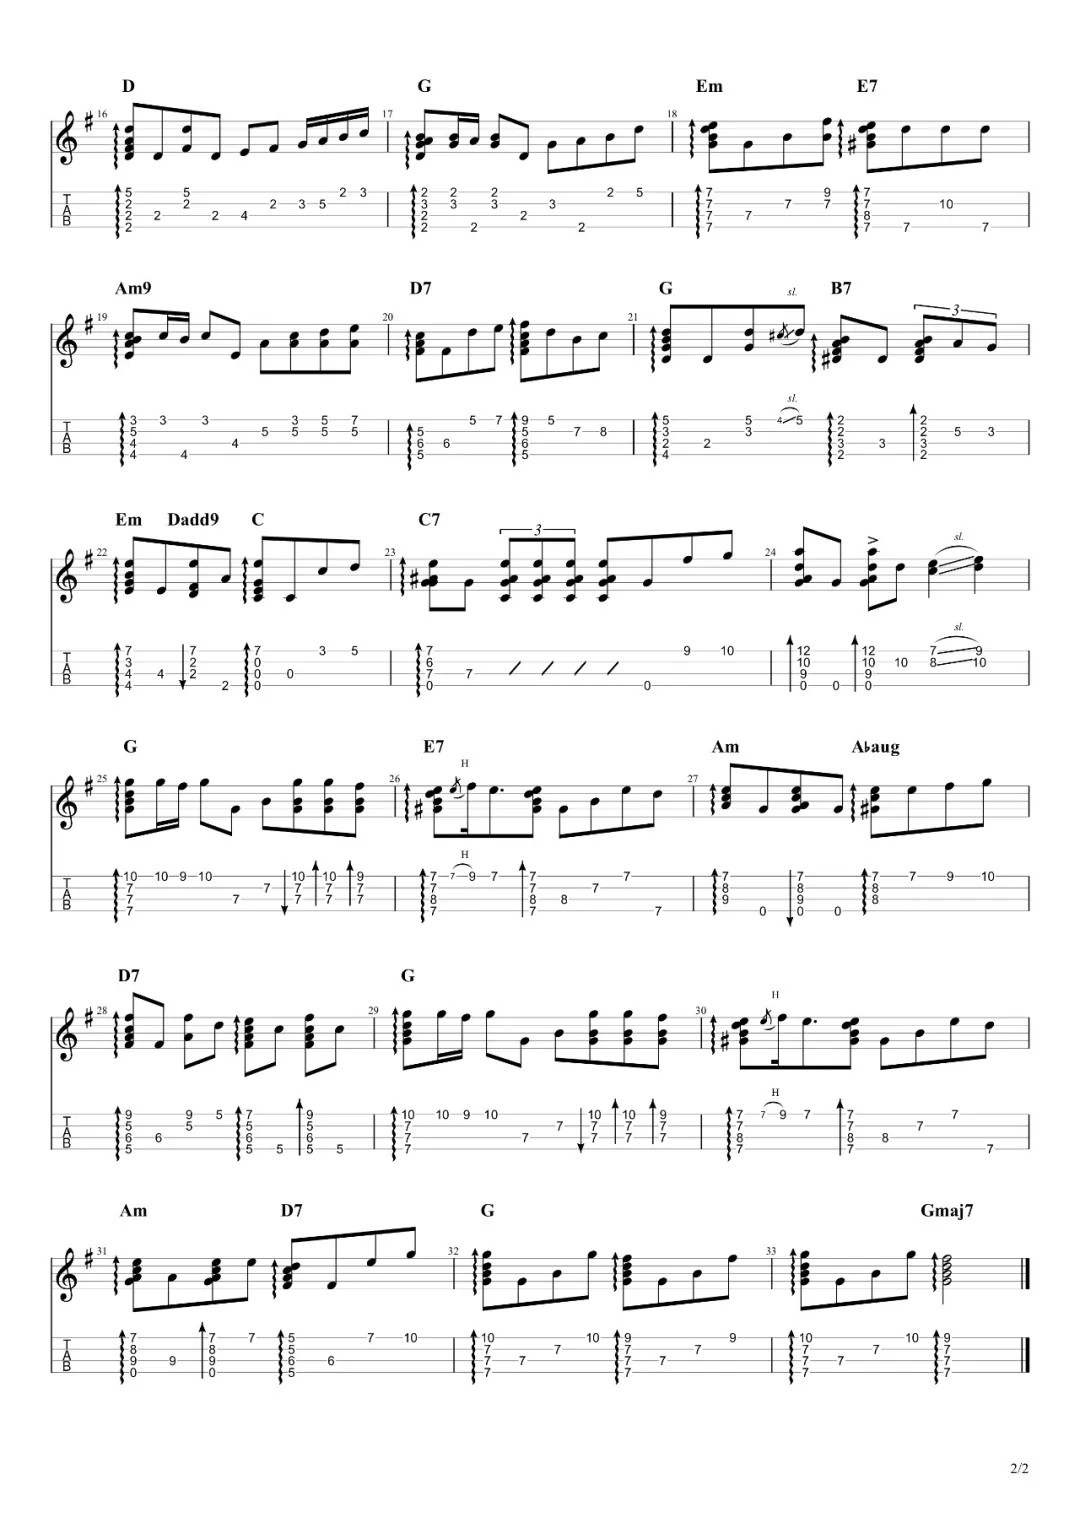 D G Em E7
16 17 18
T 5 5 2 3 2 2 2 2 5 7 9 7
A 2 2 2 3 5 3 3 3 3 7 7 7 7 10
B 2 2 2 4 2 2 7 7 8
2 2 2 2 7 7 7 7
Am9 D7 G sl. B7 3
19 20 21
sl.
T 3 3 3 3 5 7 5 7 9 5 5 5 4 5 2 2
A 5 5 5 5 5 5 5 7 8 3 3 2 2 5 3
B 4 4 6 6 6 2 2 3 3 3
4 4 5 5 4 2 2
Em Dadd9 C C7 3 sl.
22 23 24
sl.
T 7 7 7 3 5 7 9 10 12 12 7 9
A 3 2 0 6 10 10 10 8 10
B 4 4 2 0 0 7 7 9 9
4 2 0 0 0 0 0 0
G E7 H Am A♭aug
25 26 27
H
T 10 10 9 10 10 10 9 7 7 9 7 7 7 7 7 7 7 9 10
A 7 7 7 7 7 7 7 7 8 8 8
B 7 7 7 7 7 8 8 8 9 9 8
7 7 7 7 0 0 0
D7 G H
28 29 30
H
T 9 9 5 7 9 10 10 9 10 10 10 9 7 7 9 7 7 7
A 5 5 5 5 7 7 7 7 7 7 7 7
B 6 6 6 6 7 7 7 7 7 8 8 8
5 5 5 5 5 7 7 7 7
Am D7 G Gmaj7
31 32 33
T 7 7 7 5 7 10 10 10 9 9 10 10 9
A 8 8 5 7 7 7 7 7 7 7
B 9 9 9 6 6 7 7 7 7 7 7 7
0 0 5 7 7 7 7
2/2